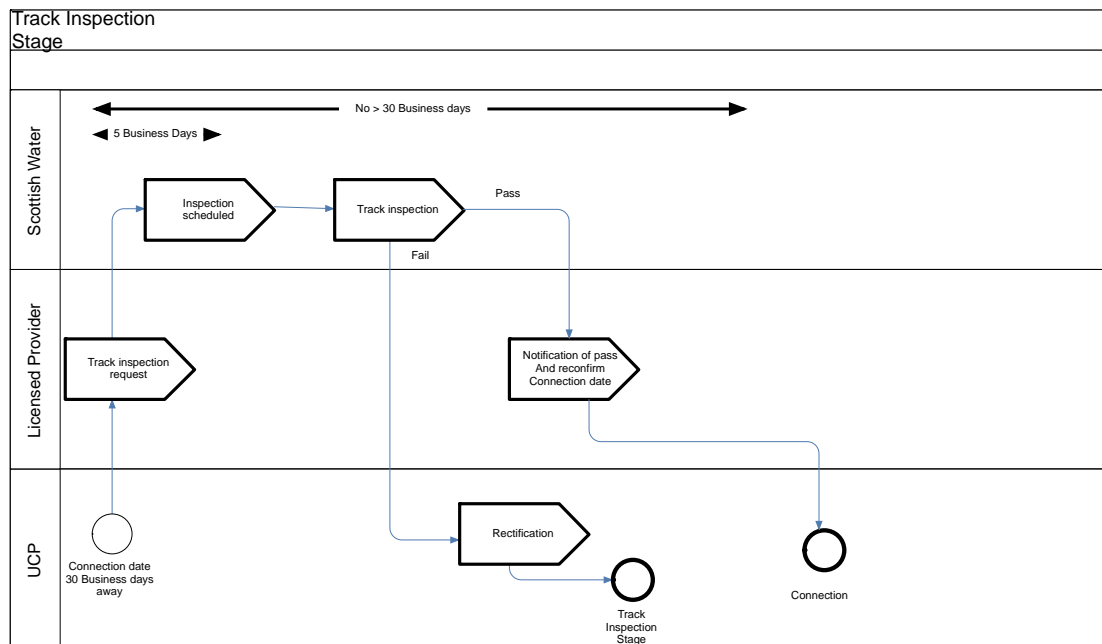 Track Inspection
Stage
No > 30 Business days
5 Business Days
Scottish Water
Inspection
scheduled
Track inspection
Pass
Fail
Licensed Provider
Track inspection
request
Notification of pass
And reconfirm
Connection date
UCP
Connection date
30 Business days
away
Rectification
Track
Inspection
Stage
Connection